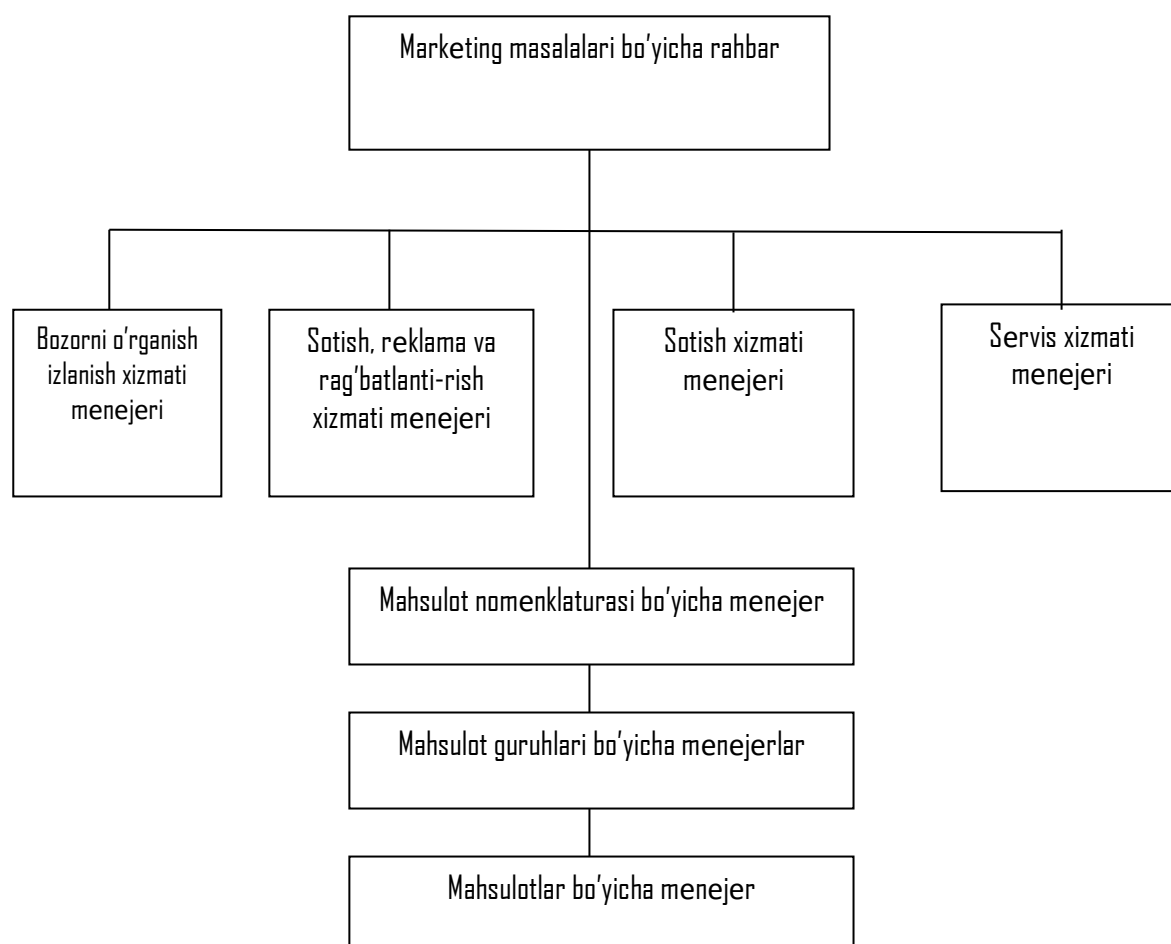 Marketing masalalari bo'yicha rahbar
Bozorni o'rganish
izlanish xizmati
menejeri
Sotish, reklama va
rag'batlanti-rish
xizmati menejeri
Sotish xizmati
menejeri
Servis xizmati
menejeri
Mahsulot nomenklaturasi bo'yicha menejer
Mahsulot guruhlari bo'yicha menejerlar
Mahsulotlar bo'yicha menejer